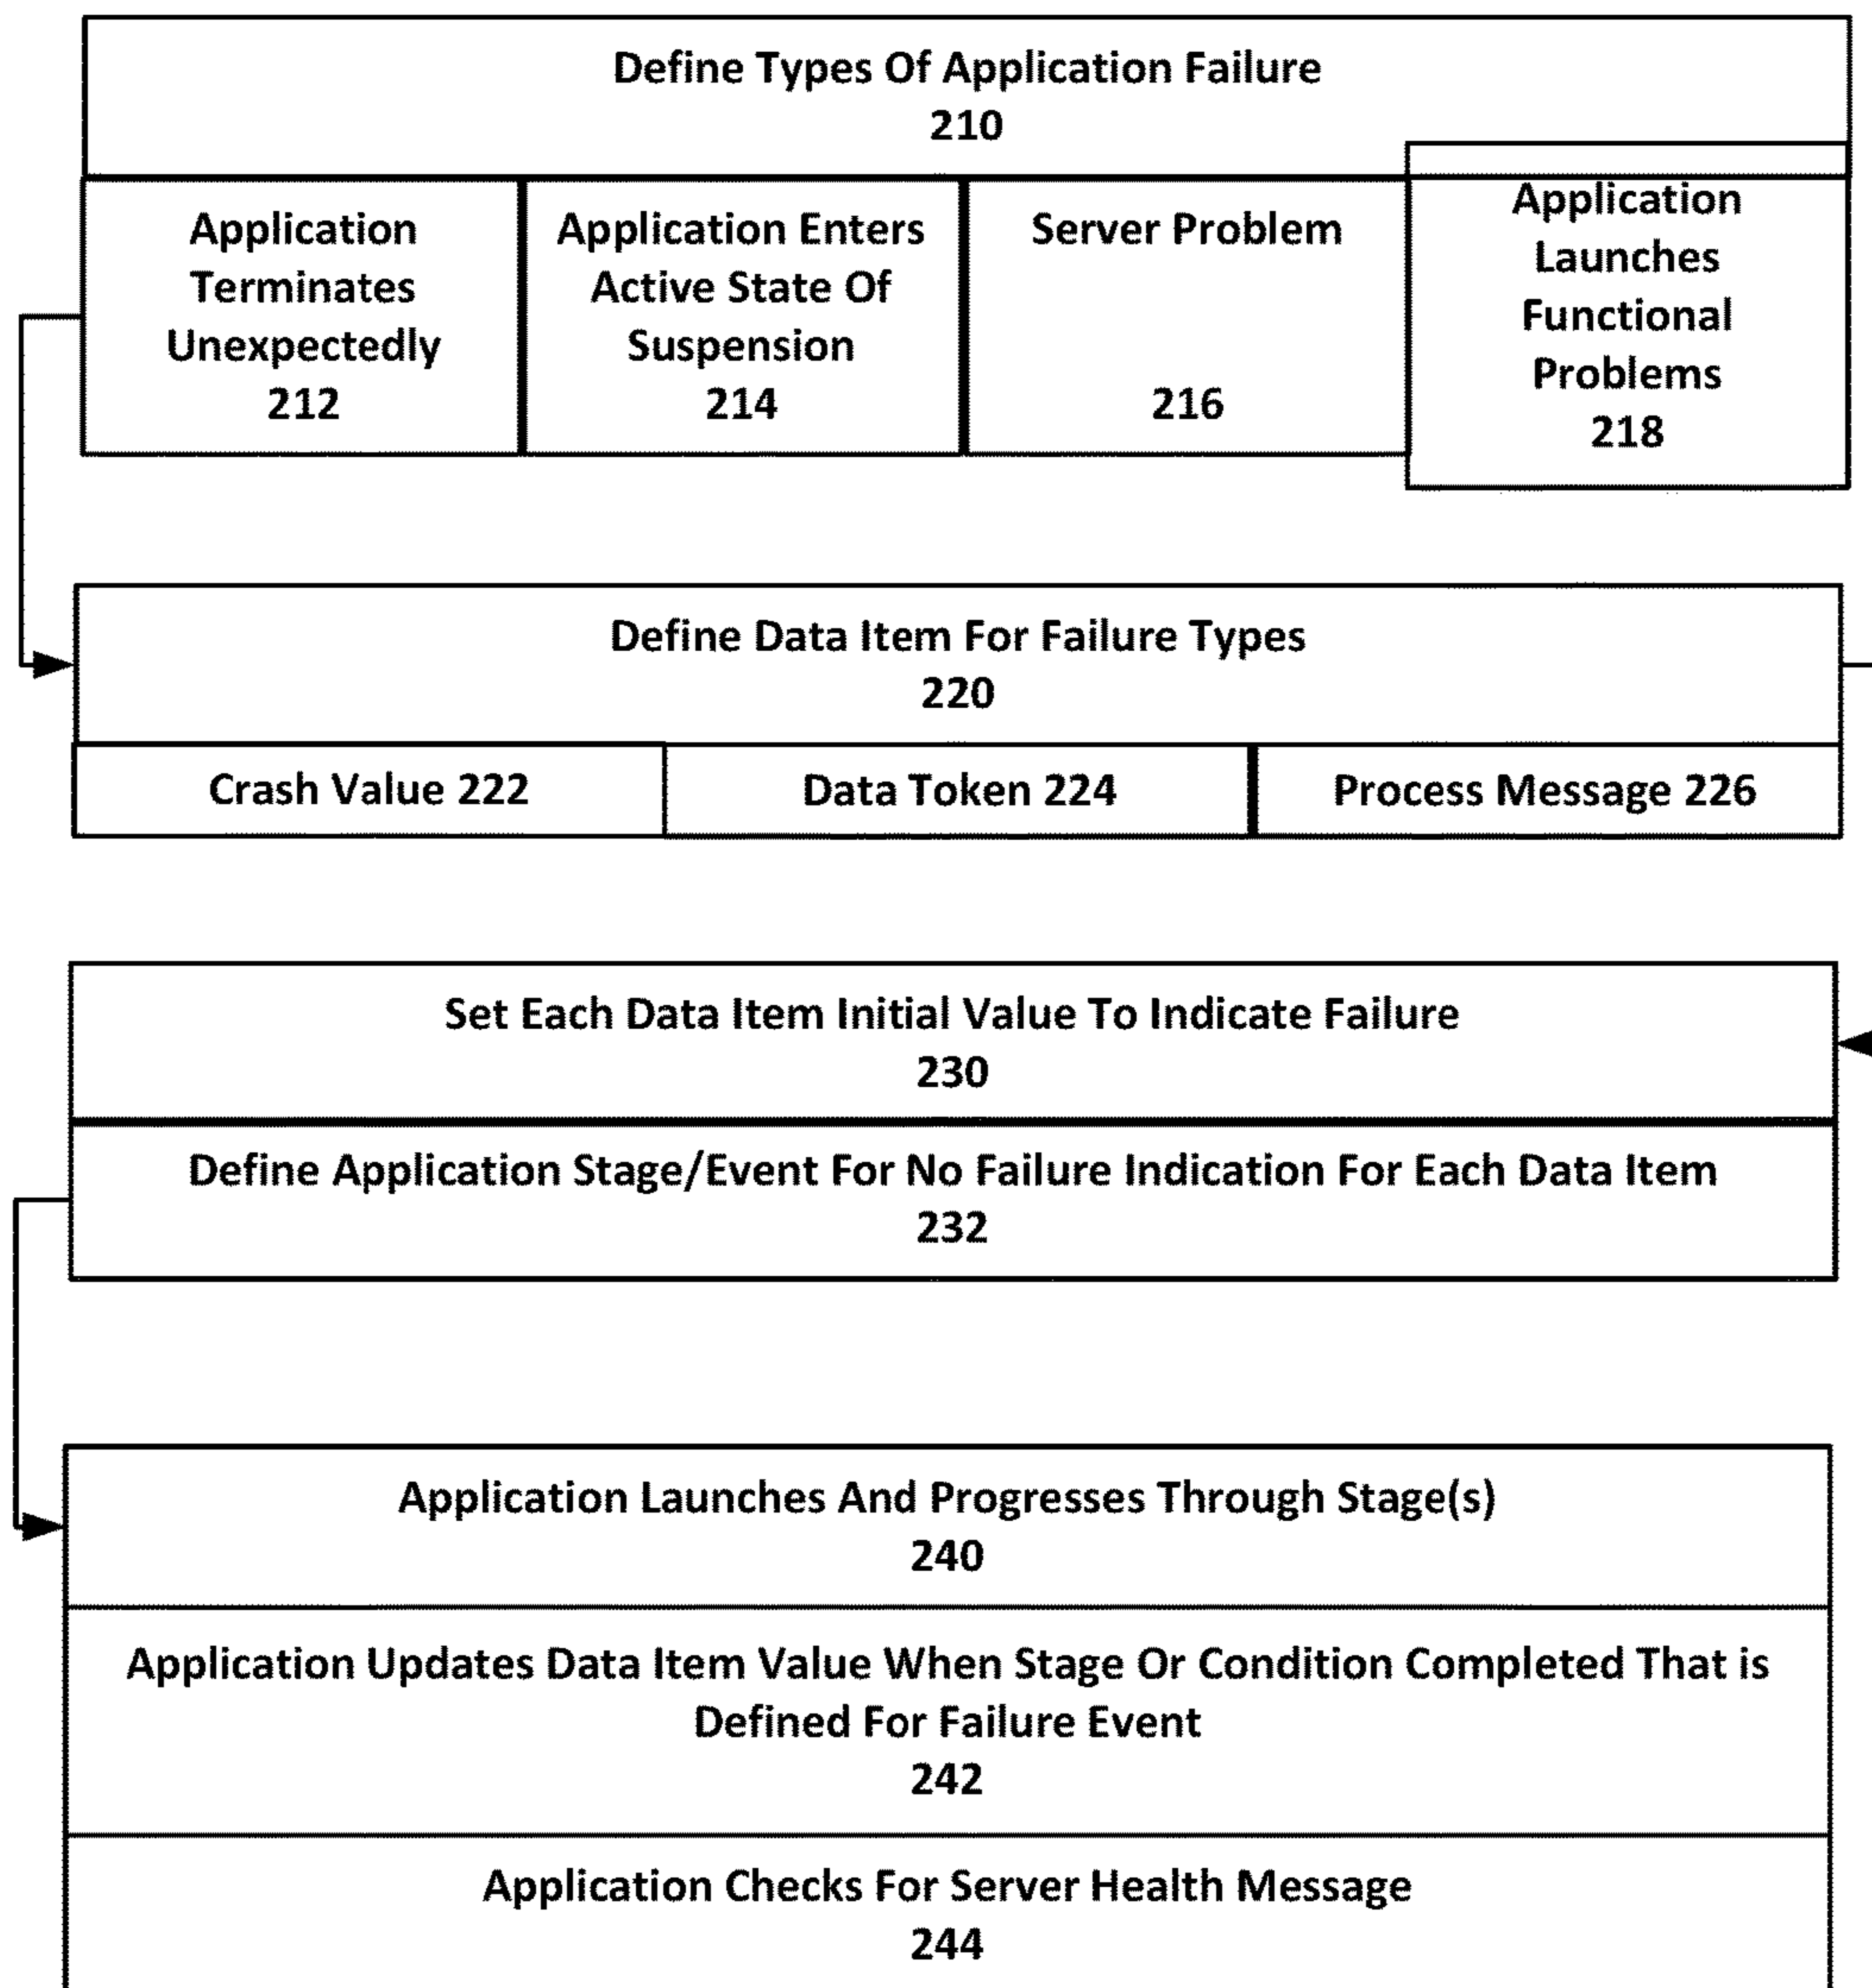 Define Types Of Application Failure
210
Application
Terminates
Unexpectedly
212
Application Enters
Active State Of
Suspension
214
Server Problem
216
Application
Launches
Functional
Problems
218
Define Data Item For Failure Types
220
Crash Value 222
Data Token 224
Process Message 226
Set Each Data Item Initial Value To Indicate Failure
230
Define Application Stage/Event For No Failure Indication For Each Data Item
232
Application Launches And Progresses Through Stage(s)
240
Application Updates Data Item Value When Stage Or Condition Completed That is
Defined For Failure Event
242
Application Checks For Server Health Message
244